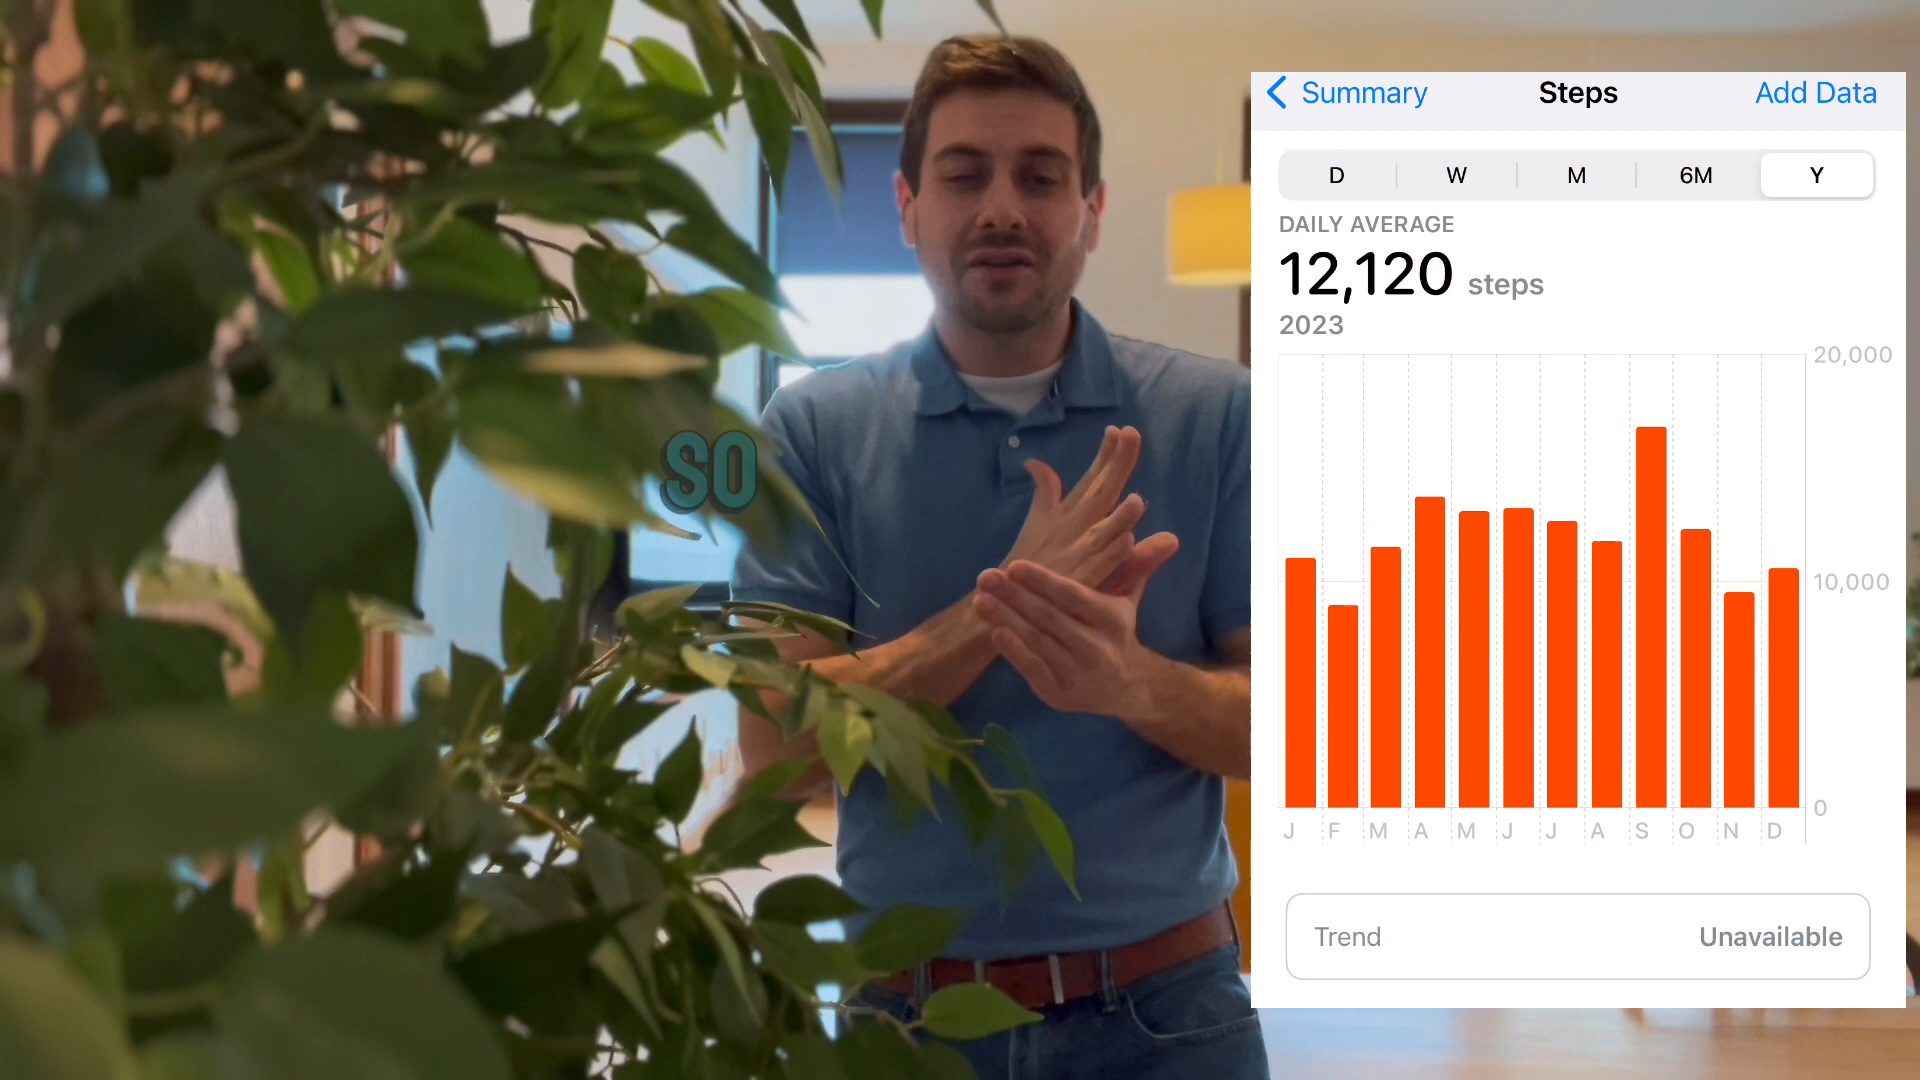 SO
Summary Steps Add Data
D W M 6M Y
DAILY AVERAGE
12,120 steps
2023
20,000
10,000
0
J F M A M J J A S O N D
Trend Unavailable